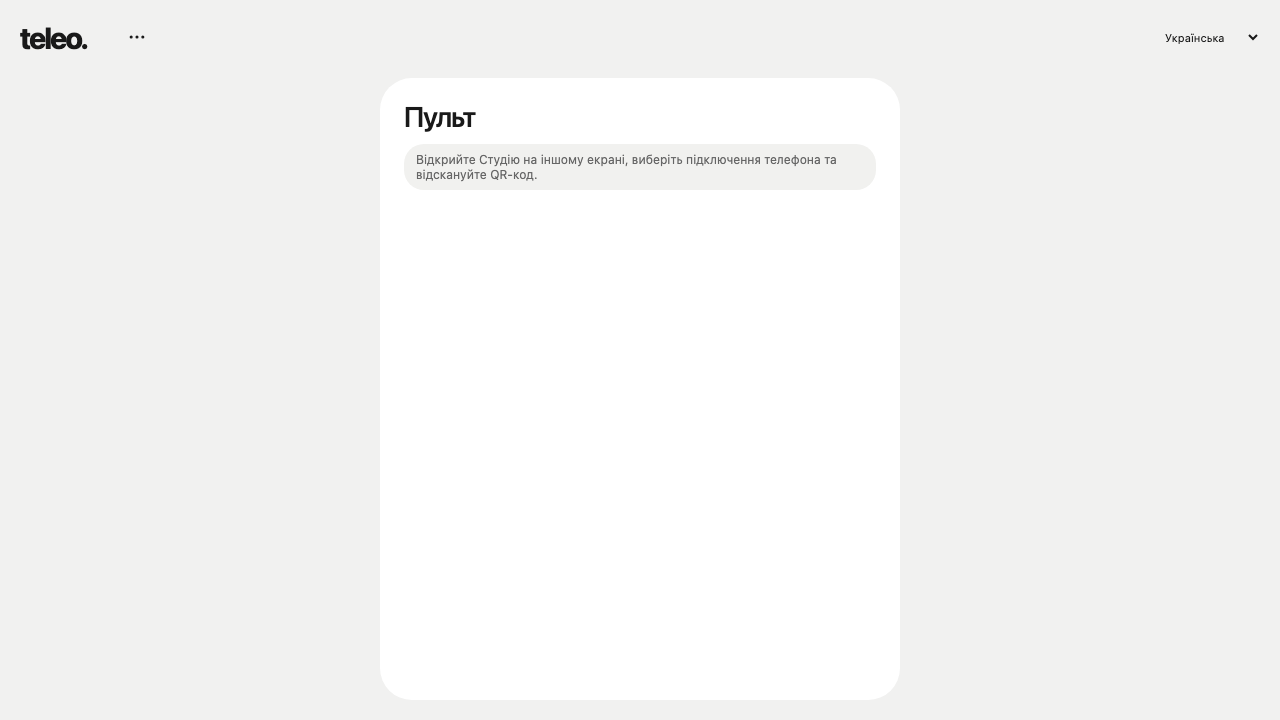 teleo.
Українська
Пульт
Відкрийте Студію на іншому екрані, виберіть підключення телефона та
відскануйте QR-код.